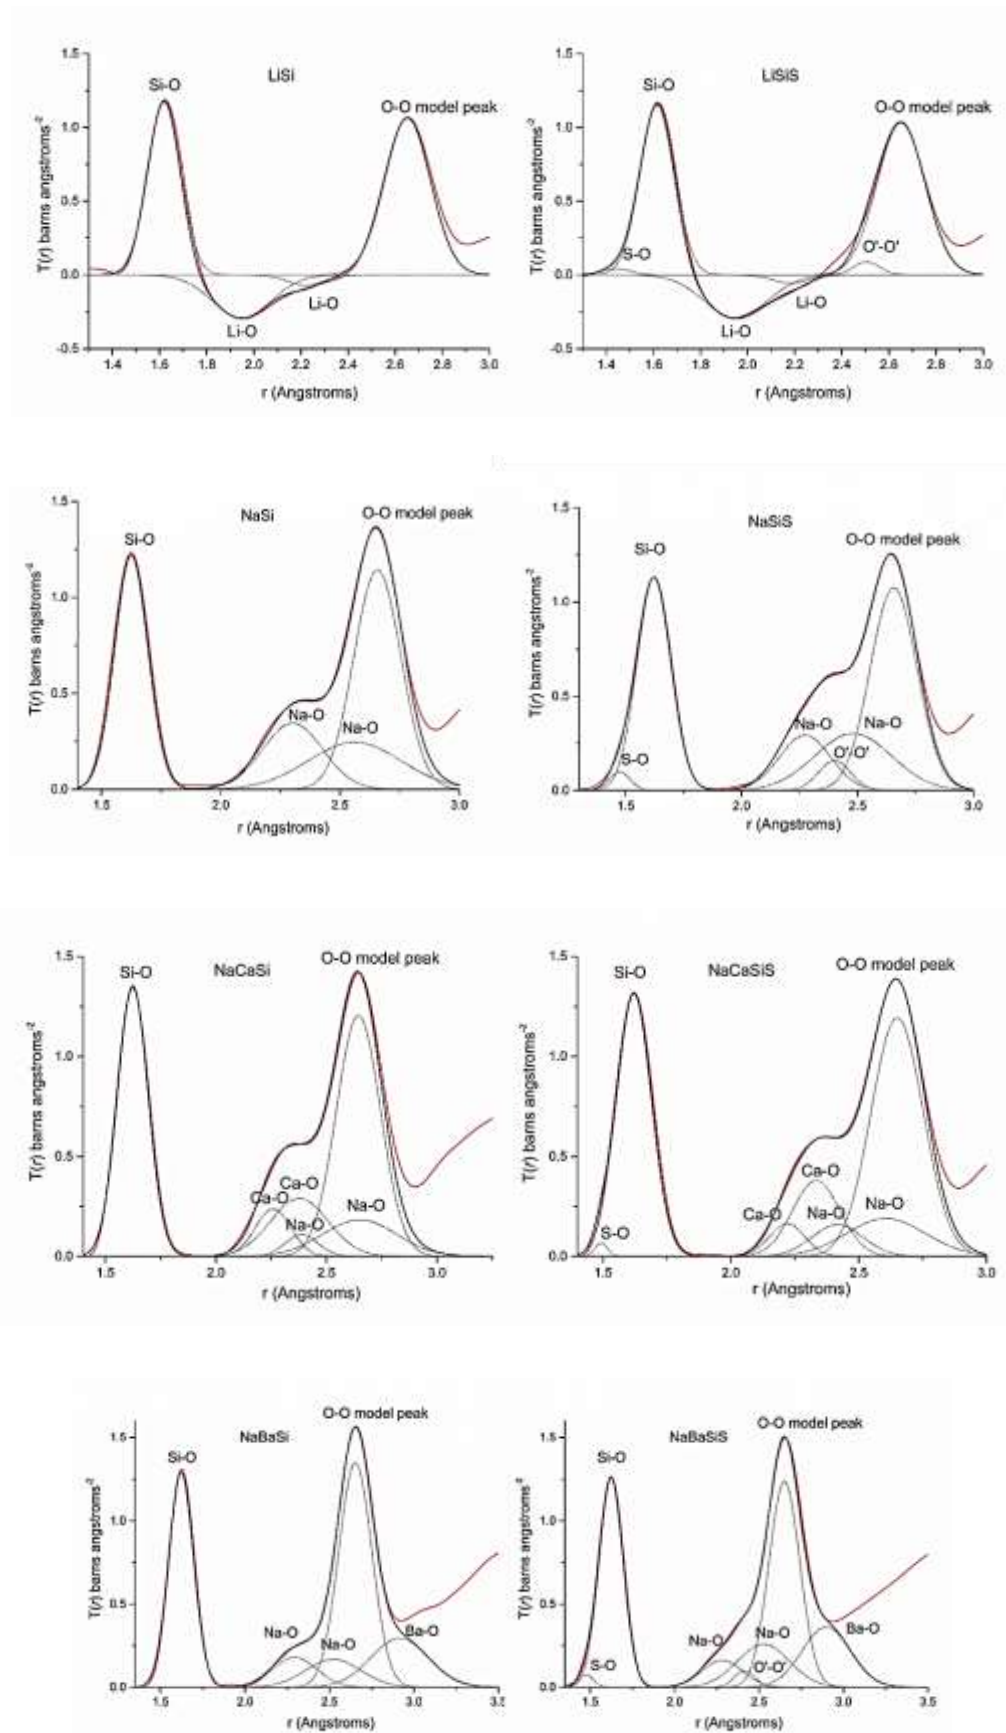 LiSi
1.5
1.0
0.5
0.0
-0.5
T(r) barns angstroms-2
Si-O
O-O model peak
Li-O
Li-O
1.4 1.6 1.8 2.0 2.2 2.4 2.6 2.8 3.0
r (Angstroms)
LiSiS
1.5
1.0
0.5
0.0
-0.5
T(r) barns angstroms-2
Si-O
O-O model peak
S-O
O'-O'
Li-O
Li-O
1.4 1.6 1.8 2.0 2.2 2.4 2.6 2.8 3.0
r (Angstroms)
NaSi
1.5
1.0
0.5
0.0
T(r) barns angstroms-2
Si-O
O-O model peak
Na-O
Na-O
1.5 2.0 2.5 3.0
r (Angstroms)
NaSiS
1.5
1.0
0.5
0.0
T(r) barns angstroms-2
Si-O
O-O model peak
S-O
Na-O
Na-O
O'-O'
1.5 2.0 2.5 3.0
r (Angstroms)
NaCaSi
1.5
1.0
0.5
0.0
T(r) barns angstroms-2
Si-O
O-O model peak
Ca-O
Ca-O
Na-O
Na-O
1.5 2.0 2.5 3.0
r (Angstroms)
NaCaSiS
1.5
1.0
0.5
0.0
T(r) barns angstroms-2
Si-O
O-O model peak
S-O
Ca-O
Ca-O
Na-O
Na-O
1.5 2.0 2.5 3.0
r (Angstroms)
NaBaSi
1.5
1.0
0.5
0.0
T(r) barns angstroms-2
Si-O
O-O model peak
Na-O
Na-O
Ba-O
1.5 2.0 2.5 3.0 3.5
r (Angstroms)
NaBaSiS
1.5
1.0
0.5
0.0
T(r) barns angstroms-2
Si-O
O-O model peak
S-O
Na-O
Na-O
O'-O'
Ba-O
1.5 2.0 2.5 3.0 3.5
r (Angstroms)